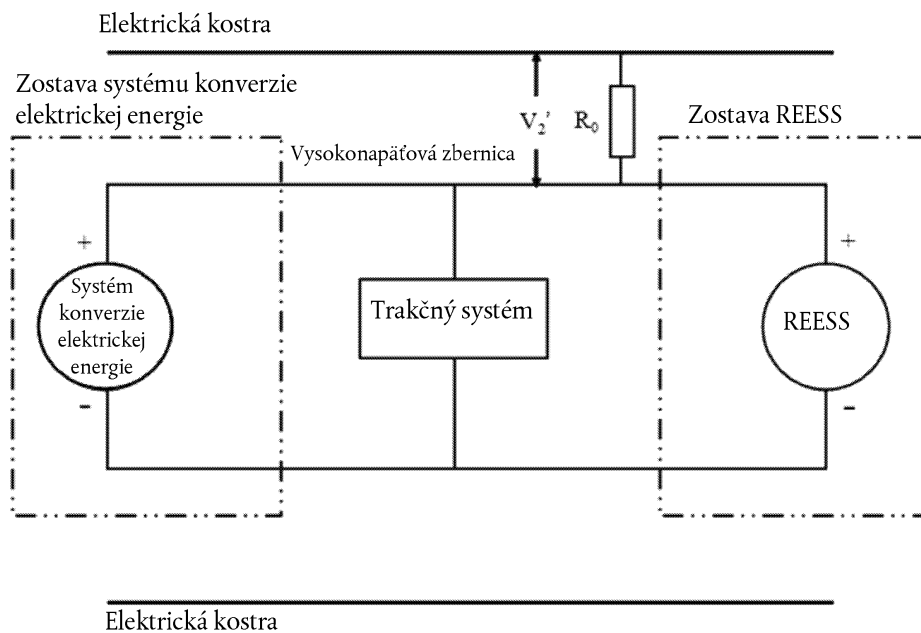 Elektrická kostra
Zostava systému konverzie
elektrickej energie
V₂' R₀
Zostava REESS
Vysokonapäťová zbernica
+
+
Systém
konverzie
elektrickej
energie
Trakčný systém
REESS
-
-
Elektrická kostra